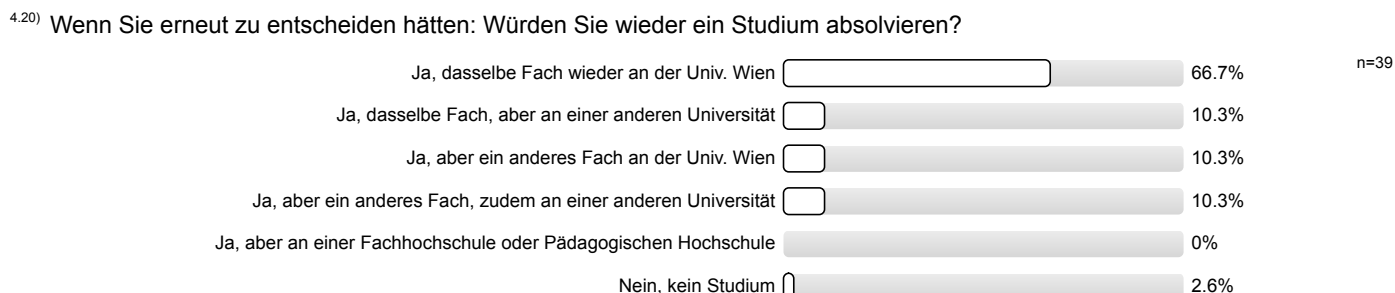 4.20) Wenn Sie erneut zu entscheiden hätten: Würden Sie wieder ein Studium absolvieren?
Ja, dasselbe Fach wieder an der Univ. Wien 66.7% n=39
Ja, dasselbe Fach, aber an einer anderen Universität 10.3%
Ja, aber ein anderes Fach an der Univ. Wien 10.3%
Ja, aber ein anderes Fach, zudem an einer anderen Universität 10.3%
Ja, aber an einer Fachhochschule oder Pädagogischen Hochschule 0%
Nein, kein Studium 2.6%